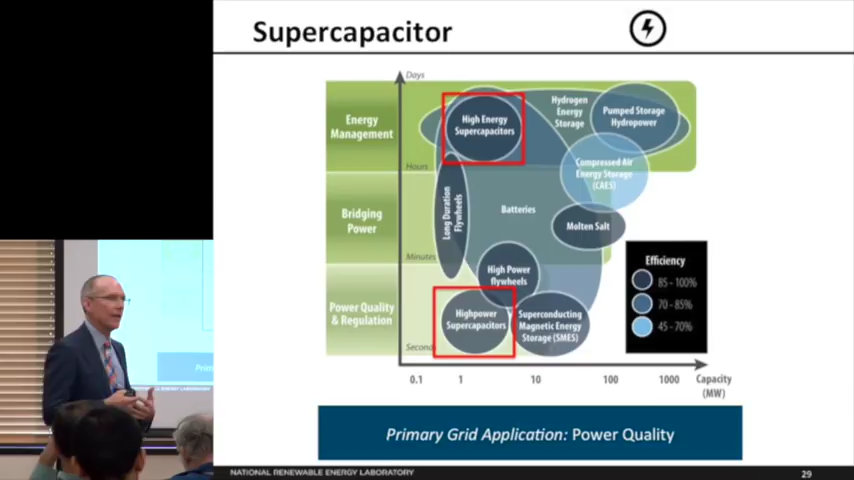 Supercapacitor
Days
Energy
Management
High Energy
Supercapacitors
Hydrogen
Energy
Storage
Pumped Storage
Hydropower
Hours
Compressed Air
Energy Storage
(CAES)
Bridging
Power
Long Duration
Flywheels
Batteries
Molten Salt
Minutes
High Power
flywheels
Power Quality
& Regulation
Highpower
Supercapacitors
Superconducting
Magnetic Energy
Storage (SMES)
Seconds
Efficiency
85 - 100%
70 - 85%
45 - 70%
0.1 1 10 100 1000 Capacity
(MW)
Primary Grid Application: Power Quality
NATIONAL RENEWABLE ENERGY LABORATORY 29